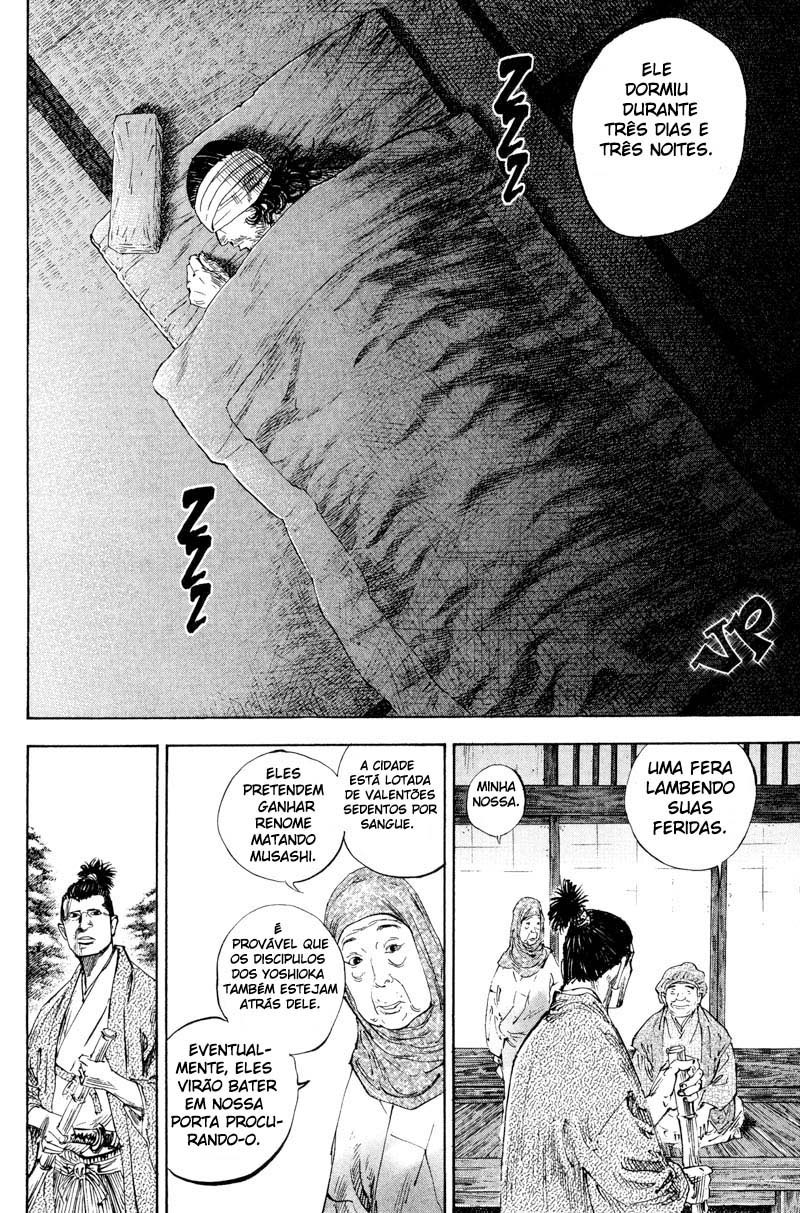 ELE
DORMIU
DURANTE
TRÊS DIAS E
TRÊS NOITES.
ZZZZ
ZZZZ
VP
UMA FERA
LAMBENDO
SUAS
FERIDAS.
MINHA
NOSSA.
A CIDADE
ESTÁ LOTADA
DE VALENTÕES
SEDENTOS POR
SANGUE.
ELES
PRETENDEM
GANHAR
RENOME
MATANDO
MUSASHI.
É
PROVÁVEL QUE
OS DISCIPULOS
DOS YOSHIOKA
TAMBÉM ESTEJAM
ATRÁS DELE.
EVENTUAL-
MENTE, ELES
VIRÃO BATER
EM NOSSA
PORTA PROCU-
RANDO-O.